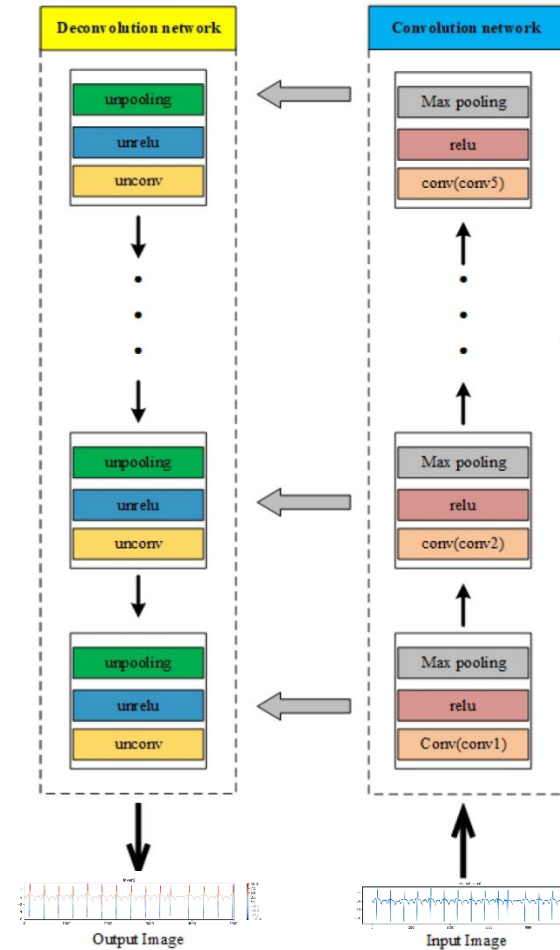 Deconvolution network
unpooling
unrelu
unconv
unpooling
unrelu
unconv
unpooling
unrelu
unconv
Output Image
Convolution network
Max pooling
relu
conv(conv5)
Max pooling
relu
conv(conv2)
Max pooling
relu
Conv(conv1)
Input Image